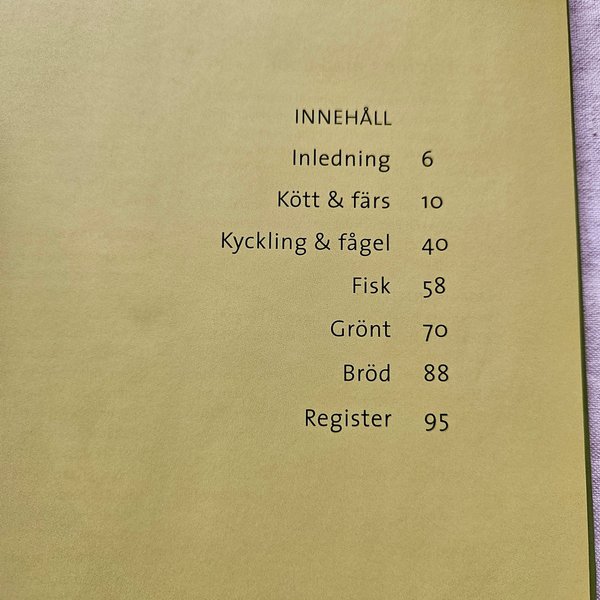 INNEHÅLL
Inledning 6
Kött & färs 10
Kyckling & fågel 40
Fisk 58
Grönt 70
Bröd 88
Register 95